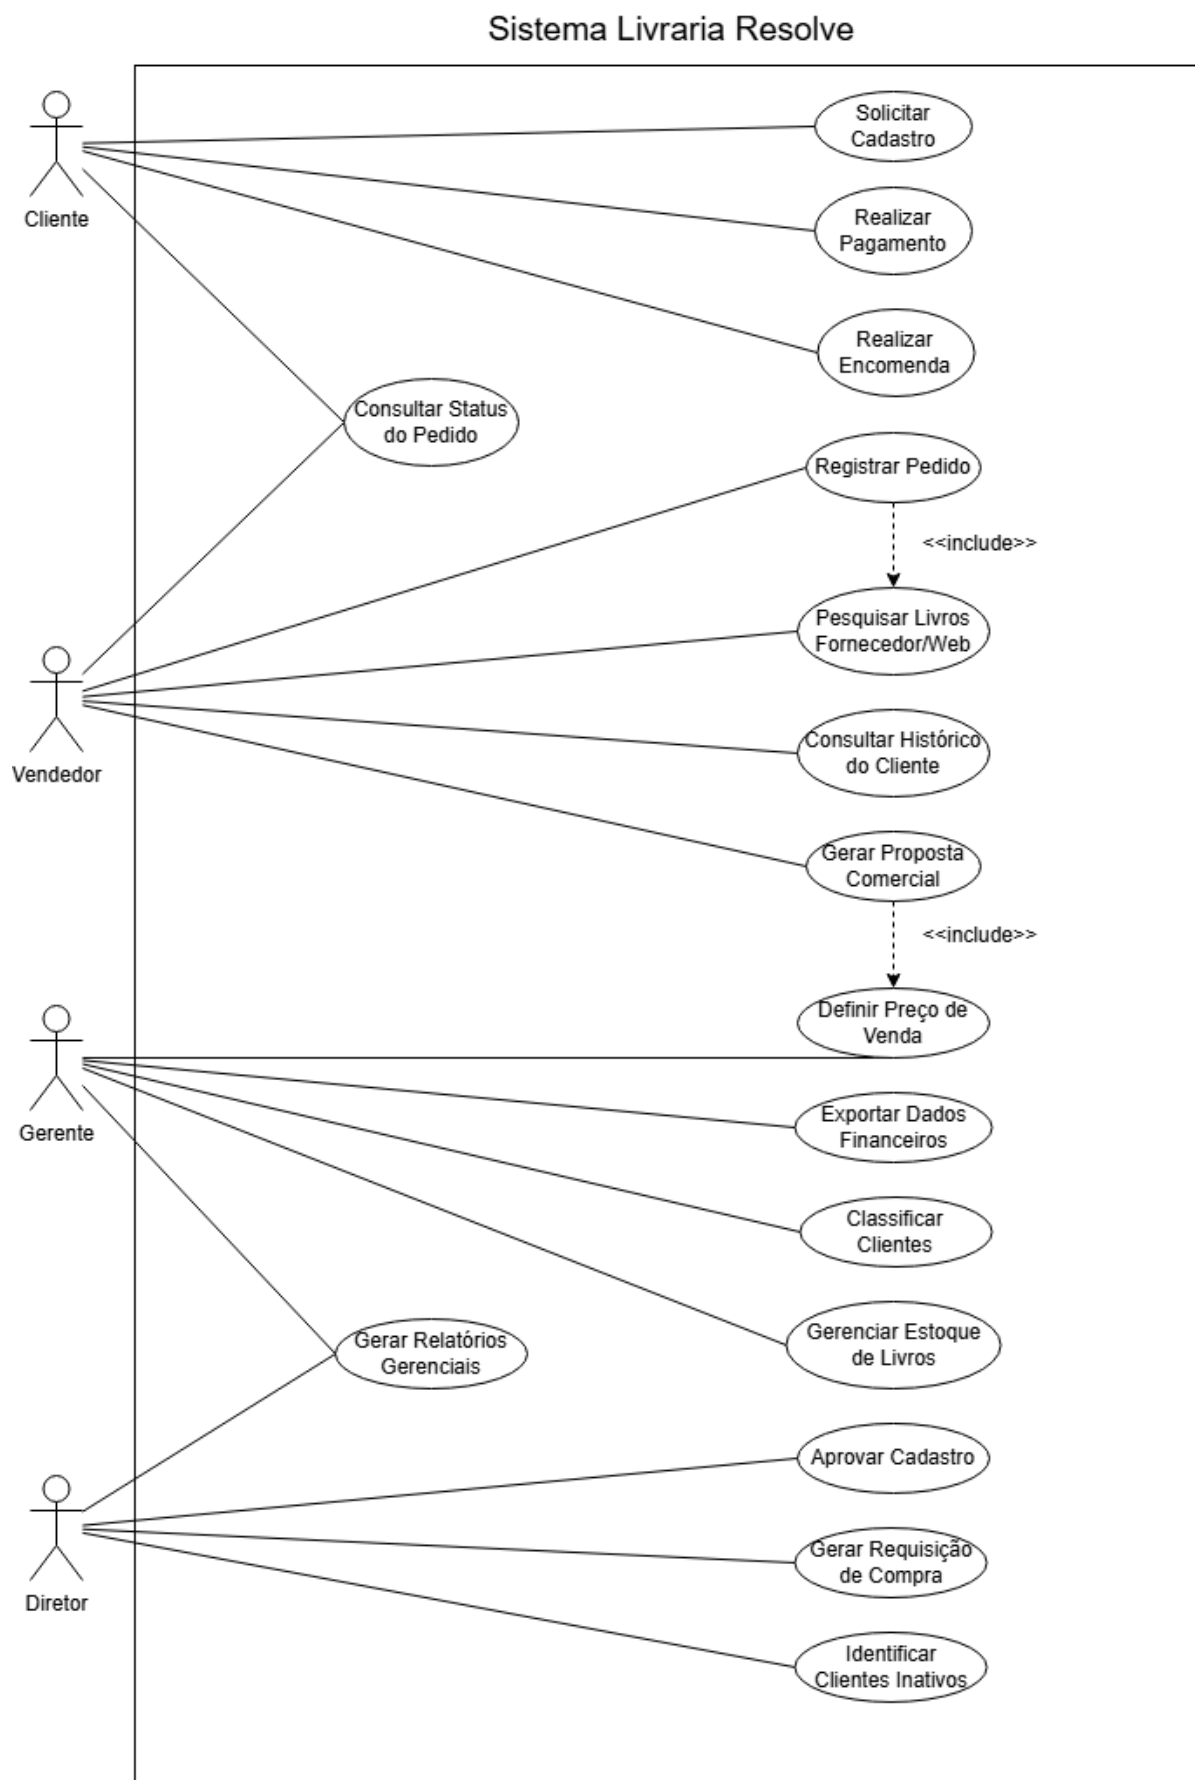 Sistema Livraria Resolve
Solicitar
Cadastro
Cliente
Realizar
Pagamento
Realizar
Encomenda
Consultar Status
do Pedido
Registrar Pedido
<<include>>
Pesquisar Livros
Fornecedor/Web
Vendedor
Consultar Histórico
do Cliente
Gerar Proposta
Comercial
<<include>>
Definir Preço de
Venda
Gerente
Exportar Dados
Financeiros
Classificar
Clientes
Gerar Relatórios
Gerenciais
Gerenciar Estoque
de Livros
Aprovar Cadastro
Diretor
Gerar Requisição
de Compra
Identificar
Clientes Inativos